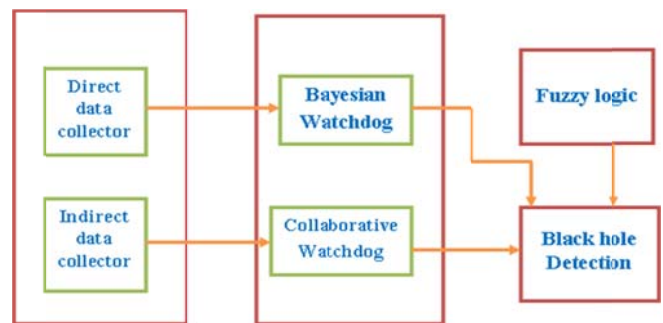 Direct
data
collector
Bayesian
Watchdog
Fuzzy logic
Indirect
data
collector
Collaborative
Watchdog
Black hole
Detection